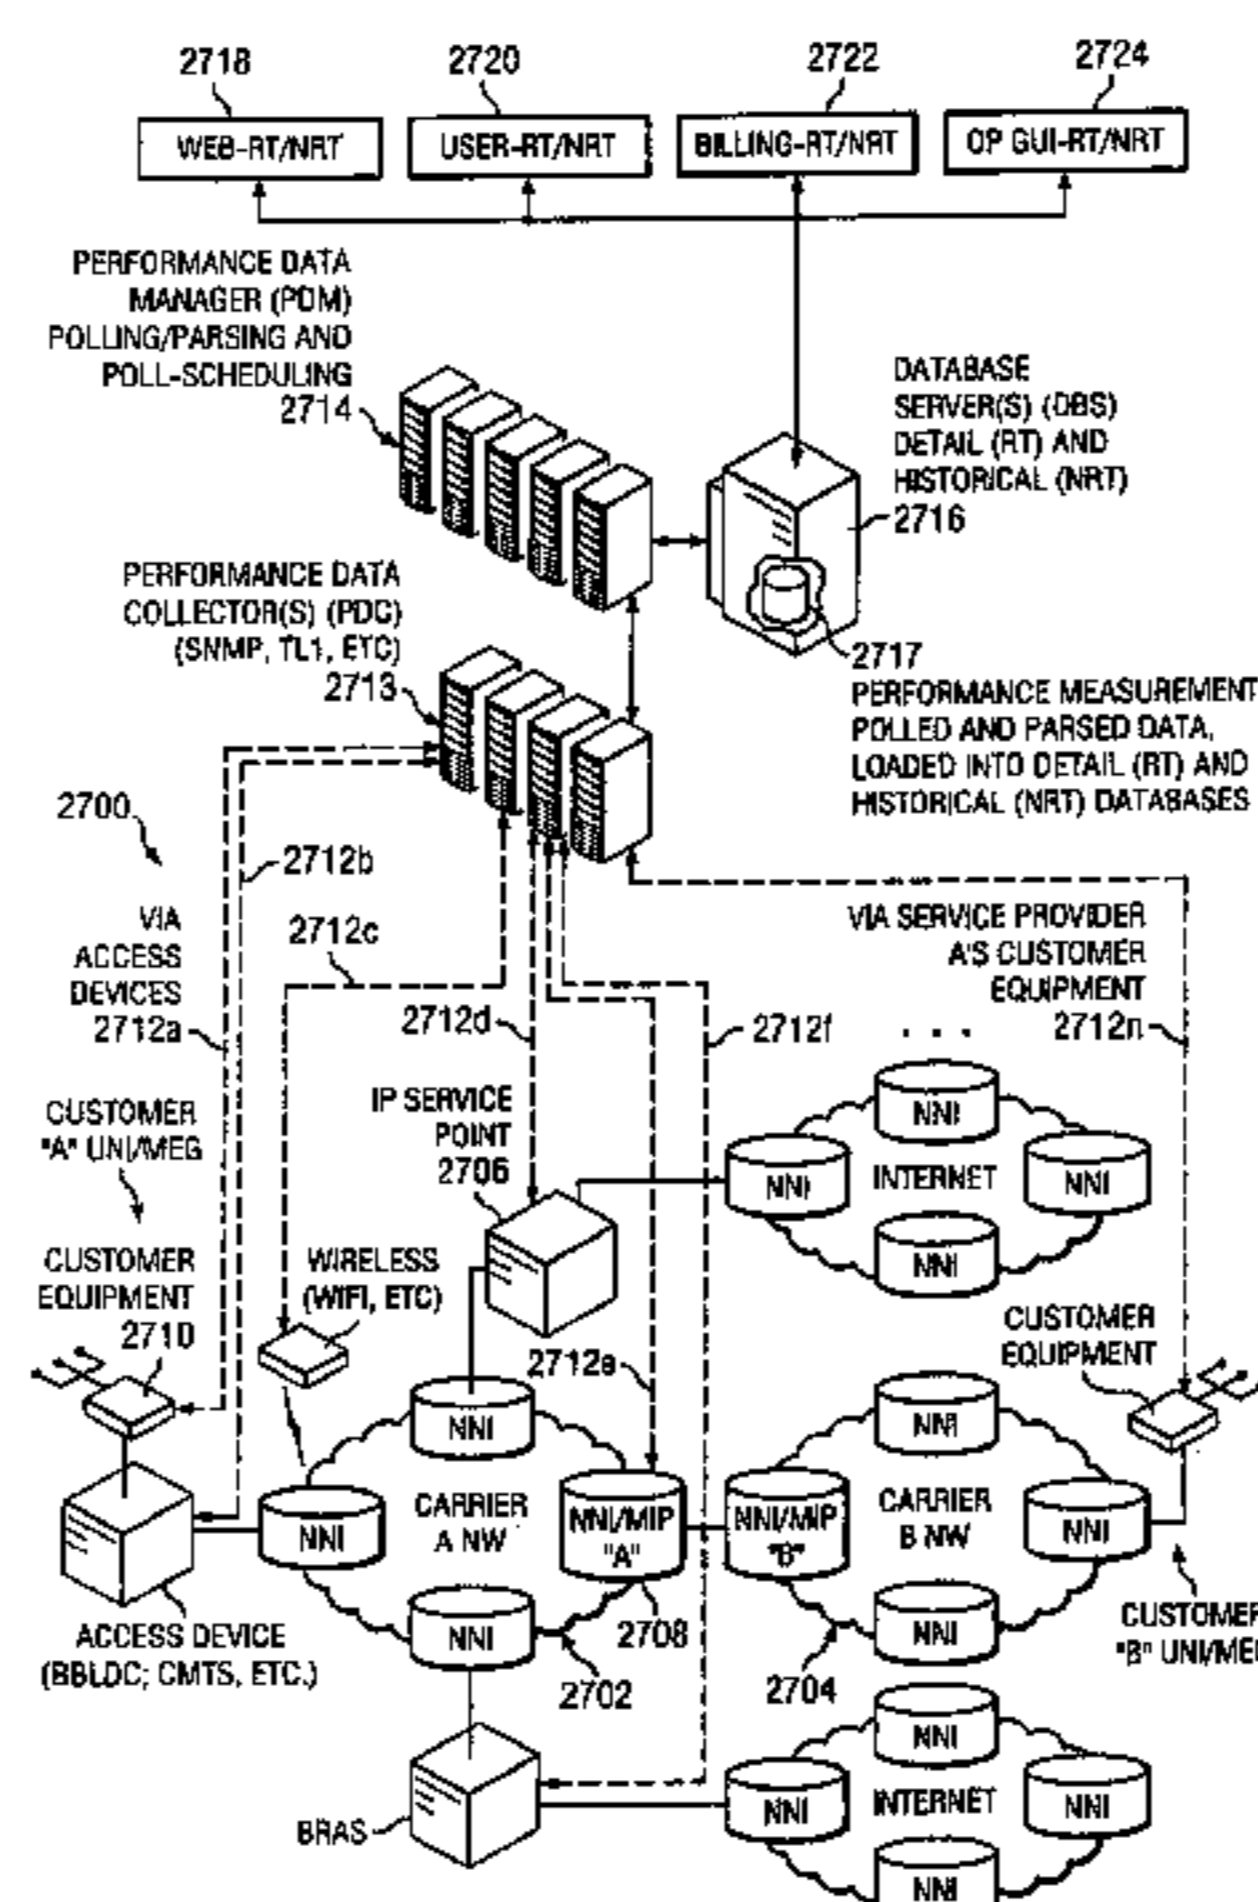 2718
2720
2722
2724
WEB-RT/NRT
USER-RT/NRT
BILLING-RT/NRT
OP GUI-RT/NRT
PERFORMANCE DATA
MANAGER (PDM)
POLLING/PARSING AND
POLL-SCHEDULING
2714
DATABASE
SERVER(S) (DBS)
DETAIL (RT) AND
HISTORICAL (NRT)
2716
PERFORMANCE DATA
COLLECTOR(S) (PDC)
(SNMP, TL1, ETC)
2713
2717
PERFORMANCE MEASUREMENT
POLLED AND PARSED DATA,
LOADED INTO DETAIL (RT) AND
HISTORICAL (NRT) DATABASES
2700
2712b
VIA
ACCESS
DEVICES
2712a
2712c
2712d
2712f
VIA SERVICE PROVIDER
A'S CUSTOMER
EQUIPMENT
2712n
. . .
CUSTOMER
"A" UNI/MEG
IP SERVICE
POINT
2706
NNI
NNI
INTERNET
NNI
NNI
CUSTOMER
EQUIPMENT
2710
WIRELESS
(WIFI, ETC)
2712e
CUSTOMER
EQUIPMENT
NNI
NNI
CARRIER
A NW
NNI/MIP
"A"
NNI
NNI
NNI/MIP
"B"
CARRIER
B NW
NNI
NNI
ACCESS DEVICE
(BBLDC; CMTS, ETC.)
2702
2708
2704
CUSTOMER
"B" UNI/ME
BRAS
NNI
NNI
INTERNET
NNI
NNI